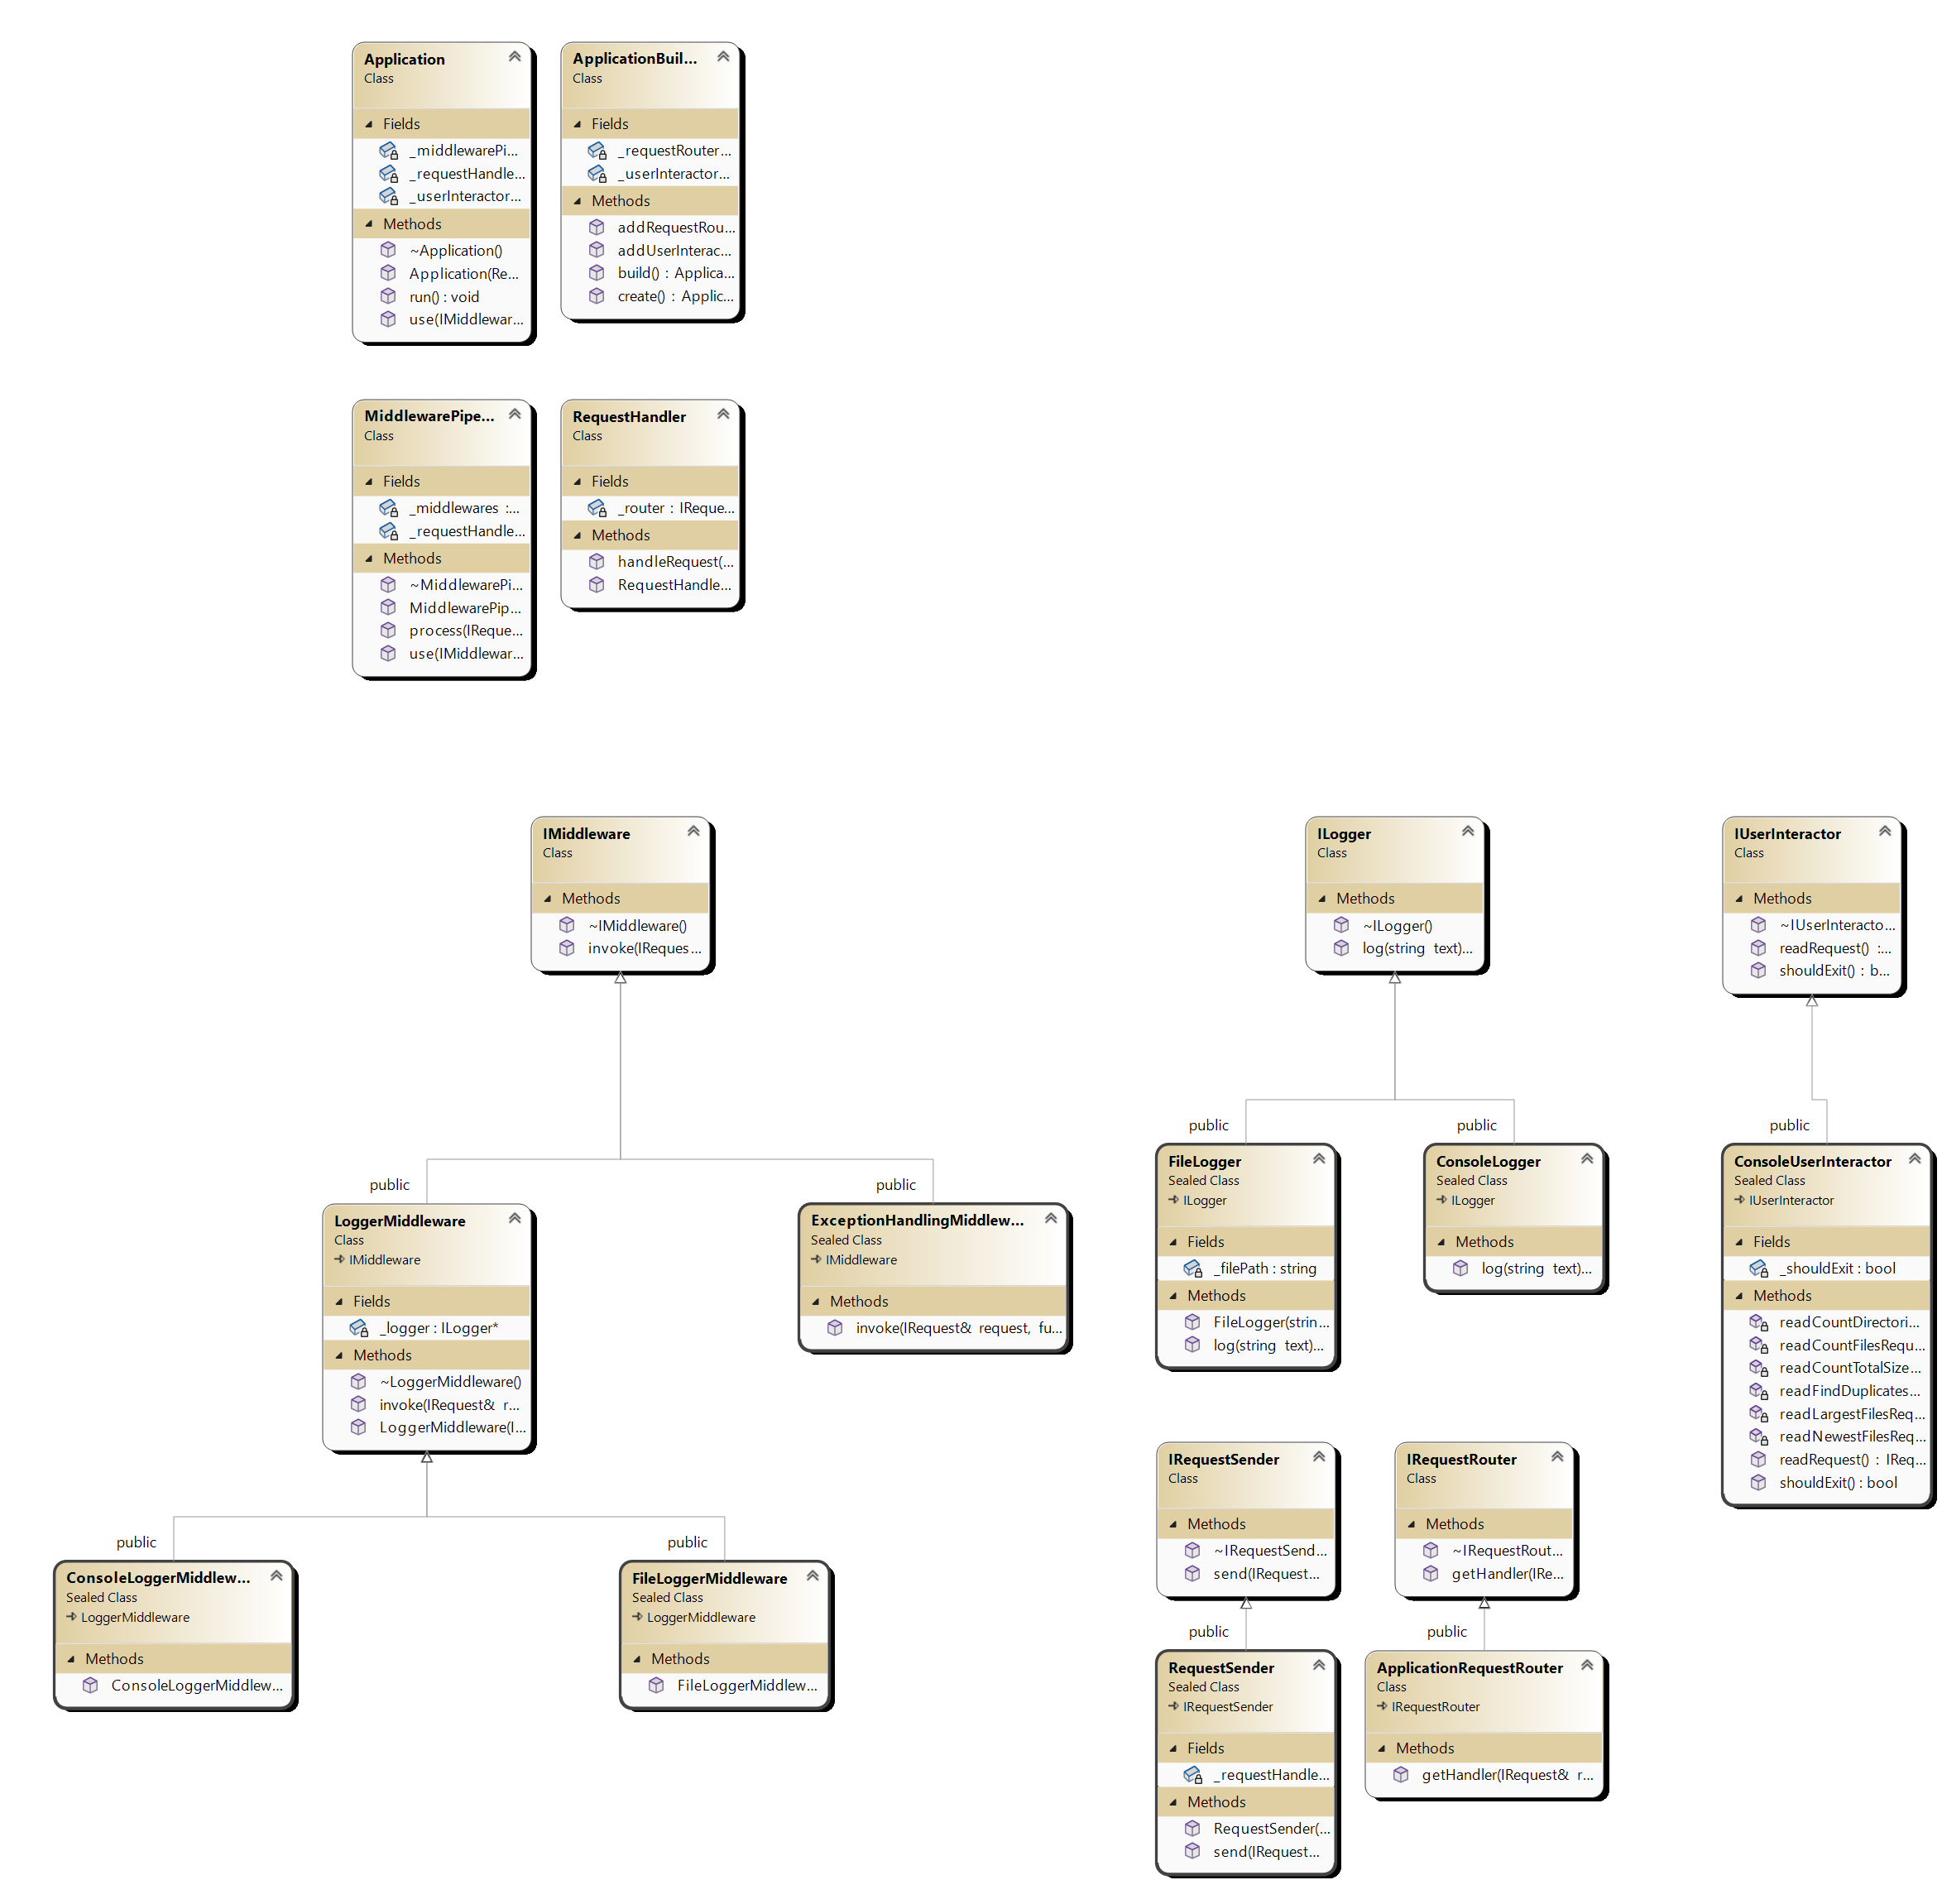 Application
Class
Fields
_middlewarePi...
_requestHandle...
_userInteractor...
Methods
~Application()
Application(Re...
run() : void
use(IMiddlewar...
ApplicationBuil...
Class
Fields
_requestRouter...
_userInteractor...
Methods
addRequestRou...
addUserInterac...
build() : Applica...
create() : Applic...
MiddlewarePipe...
Class
Fields
_middlewares :...
_requestHandle...
Methods
~MiddlewarePi...
MiddlewarePip...
process(IReque...
use(IMiddlewar...
RequestHandler
Class
Fields
_router : IReque...
Methods
handleRequest(...
RequestHandle...
IMiddleware
Class
Methods
~IMiddleware()
invoke(IReques...
ILogger
Class
Methods
~ILogger()
log(string text)...
IUserInteractor
Class
Methods
~IUserInteracto...
readRequest() :...
shouldExit() : b...
public
LoggerMiddleware
Class
IMiddleware
Fields
_logger : ILogger*
Methods
~LoggerMiddleware()
invoke(IRequest& r...
LoggerMiddleware(I...
public
ExceptionHandlingMiddlew...
Sealed Class
IMiddleware
Methods
invoke(IRequest& request, fu...
public
FileLogger
Sealed Class
ILogger
Fields
_filePath : string
Methods
FileLogger(strin...
log(string text)...
public
ConsoleLogger
Sealed Class
ILogger
Methods
log(string text)...
public
ConsoleUserInteractor
Sealed Class
IUserInteractor
Fields
_shouldExit : bool
Methods
readCountDirectori...
readCountFilesRequ...
readCountTotalSize...
readFindDuplicates...
readLargestFilesReq...
readNewestFilesReq...
readRequest() : IReq...
shouldExit() : bool
public
ConsoleLoggerMiddlew...
Sealed Class
LoggerMiddleware
Methods
ConsoleLoggerMiddlew...
public
FileLoggerMiddleware
Sealed Class
LoggerMiddleware
Methods
FileLoggerMiddlew...
IRequestSender
Class
Methods
~IRequestSend...
send(IRequest...
IRequestRouter
Class
Methods
~IRequestRout...
getHandler(IRe...
public
RequestSender
Sealed Class
IRequestSender
Fields
_requestHandle...
Methods
RequestSender(...
send(IRequest...
public
ApplicationRequestRouter
Class
IRequestRouter
Methods
getHandler(IRequest& r...